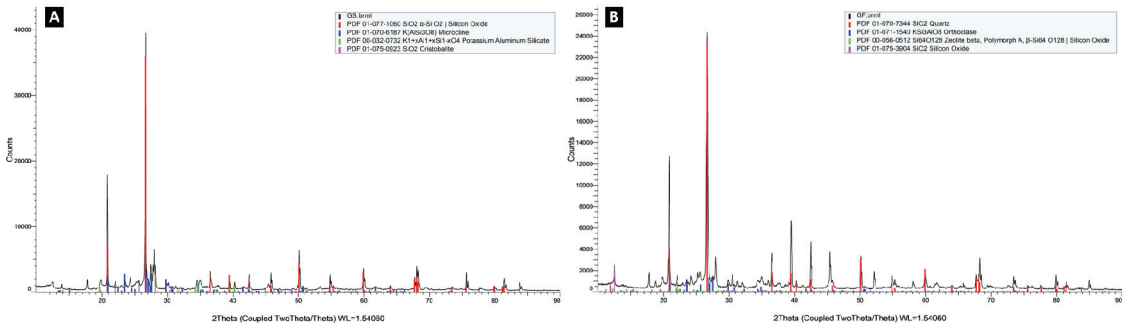 A
GS.brml
PDF 01-077-1060 SiO2 α-Si O2 | Silicon Oxide
PDF 01-070-6187 K(AlSi3O8) Microcline
PDF 00-032-0732 K1+xAl1+xSi1-xO4 Potassium Aluminum Silicate
PDF 01-075-0923 SiO2 Cristobalite
Counts
40000
30000
20000
10000
20
30
40
50
60
70
80
90
2Theta (Coupled TwoTheta/Theta) WL=1.54060
B
GF.brml
PDF 01-070-7344 SiO2 Quartz
PDF 01-071-1540 KSi3AlO8 Orthoclase
PDF 00-056-0512 Si64O128 Zeolite beta, Polymorph A, β-Si64 O128 | Silicon Oxide
PDF 01-075-3904 SiO2 Silicon Oxide
Counts
26000
24000
22000
20000
18000
16000
14000
12000
10000
8000
6000
4000
2000
0
20
30
40
50
60
70
80
90
2Theta (Coupled TwoTheta/Theta) WL=1.54060